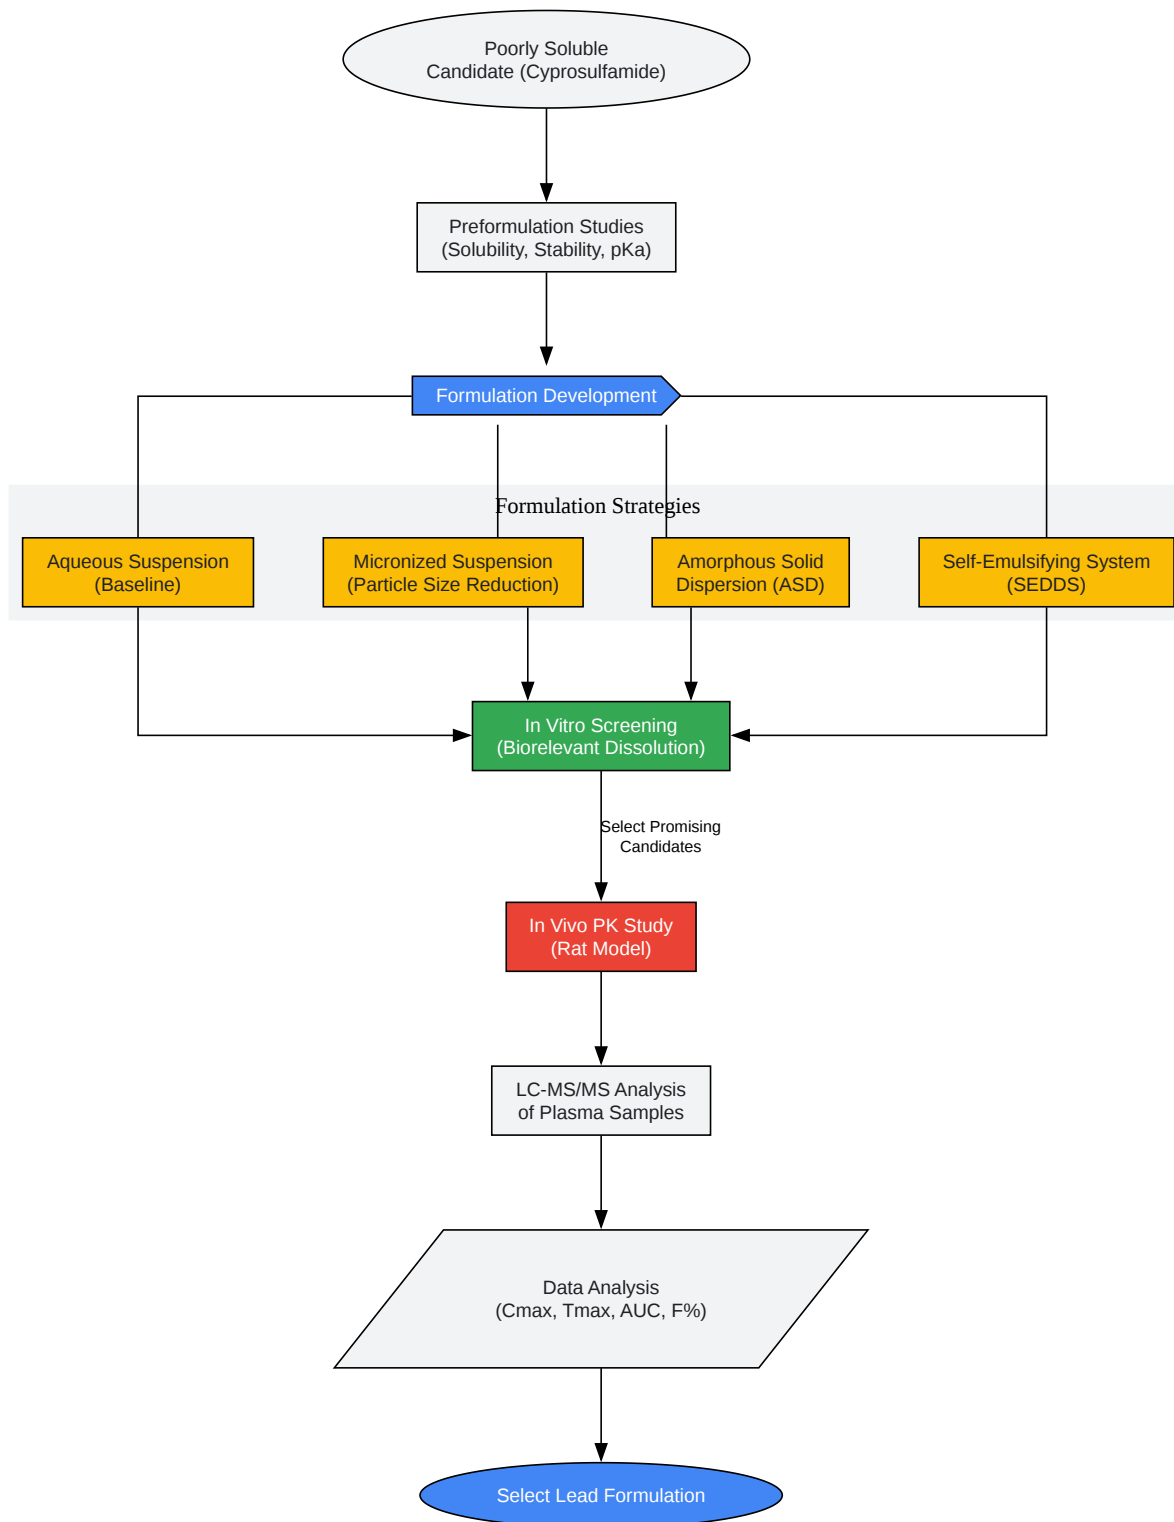 Poorly Soluble
Candidate (Cyprosulfamide)
Preformulation Studies
(Solubility, Stability, pKa)
Formulation Development
Formulation Strategies
Aqueous Suspension
(Baseline)
Micronized Suspension
(Particle Size Reduction)
Amorphous Solid
Dispersion (ASD)
Self-Emulsifying System
(SEDDS)
In Vitro Screening
(Biorelevant Dissolution)
Select Promising
Candidates
In Vivo PK Study
(Rat Model)
LC-MS/MS Analysis
of Plasma Samples
Data Analysis
(Cmax, Tmax, AUC, F%)
Select Lead Formulation